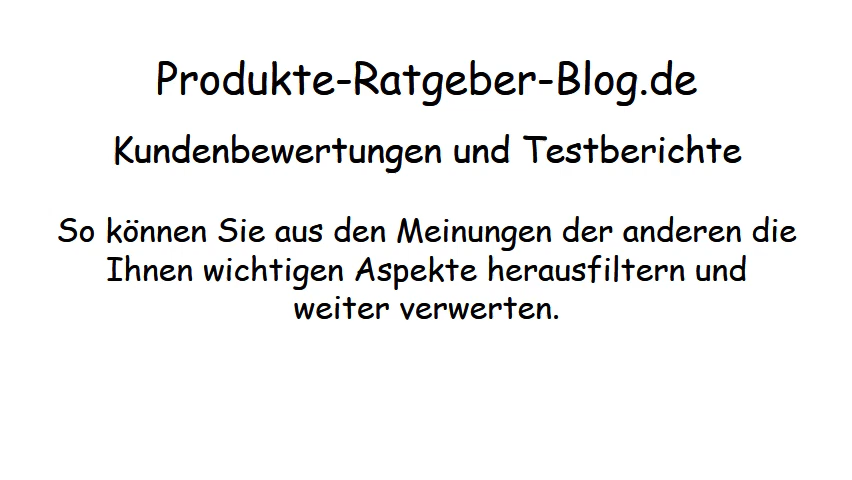 Produkte-Ratgeber-Blog.de
Kundenbewertungen und Testberichte
So können Sie aus den Meinungen der anderen die
Ihnen wichtigen Aspekte herausfiltern und
weiter verwerten.